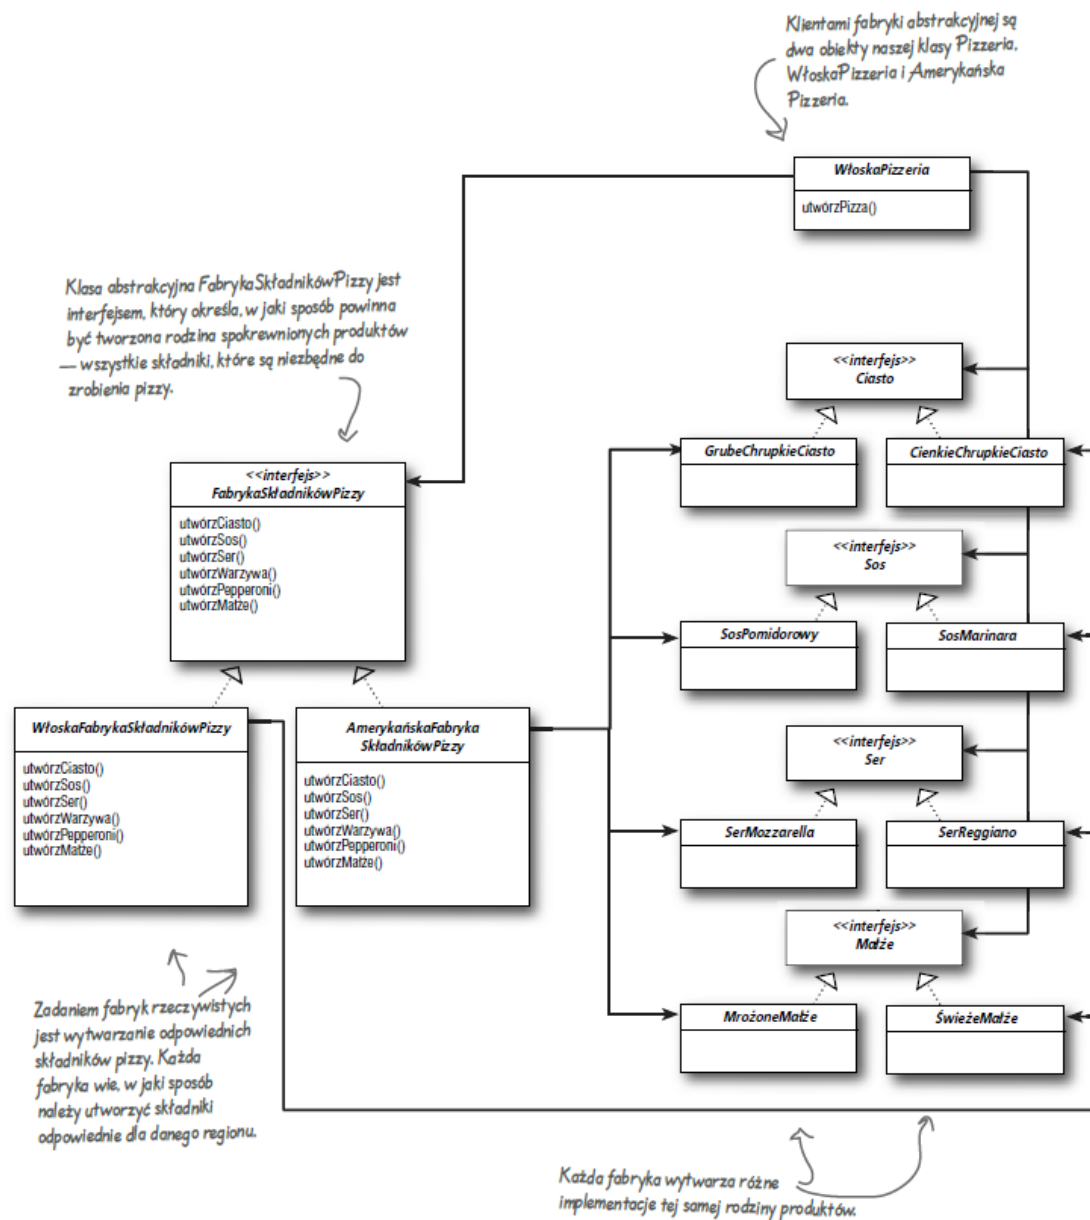 Klientami fabryki abstrakcyjnej są
dwa obiekty naszej klasy Pizzeria,
WłoskaPizzeria i Amerykańska
Pizzeria.
WłoskaPizzeria
utwórzPizza()
Klasa abstrakcyjna FabrykaSkładnikówPizzy jest
interfejsem, który określa, w jaki sposób powinna
być tworzona rodzina spokrewnionych produktów
— wszystkie składniki, które są niezbędne do
zrobienia pizzy.
<<interfejs>>
Ciasto
GrubeChrupkieCiasto
CienkieChrupkieCiasto
<<interfejs>>
FabrykaSkładnikówPizzy
utwórzCiasto()
utwórzSos()
utwórzSer()
utwórzWarzywa()
utwórzPepperoni()
utwórzMałże()
<<interfejs>>
Sos
SosPomidorowy
SosMarinara
WłoskaFabrykaSkładnikówPizzy
utwórzCiasto()
utwórzSos()
utwórzSer()
utwórzWarzywa()
utwórzPepperoni()
utwórzMałże()
AmerykańskaFabryka
SkładnikówPizzy
utwórzCiasto()
utwórzSos()
utwórzSer()
utwórzWarzywa()
utwórzPepperoni()
utwórzMałże()
<<interfejs>>
Ser
SerMozzarella
SerReggiano
<<interfejs>>
Małże
MrożoneMałże
ŚwieżeMałże
Zadaniem fabryk rzeczywistych
jest wytwarzanie odpowiednich
składników pizzy. Każda
fabryka wie, w jaki sposób
należy utworzyć składniki
odpowiednie dla danego regionu.
Każda fabryka wytwarza różne
implementacje tej samej rodziny produktów.